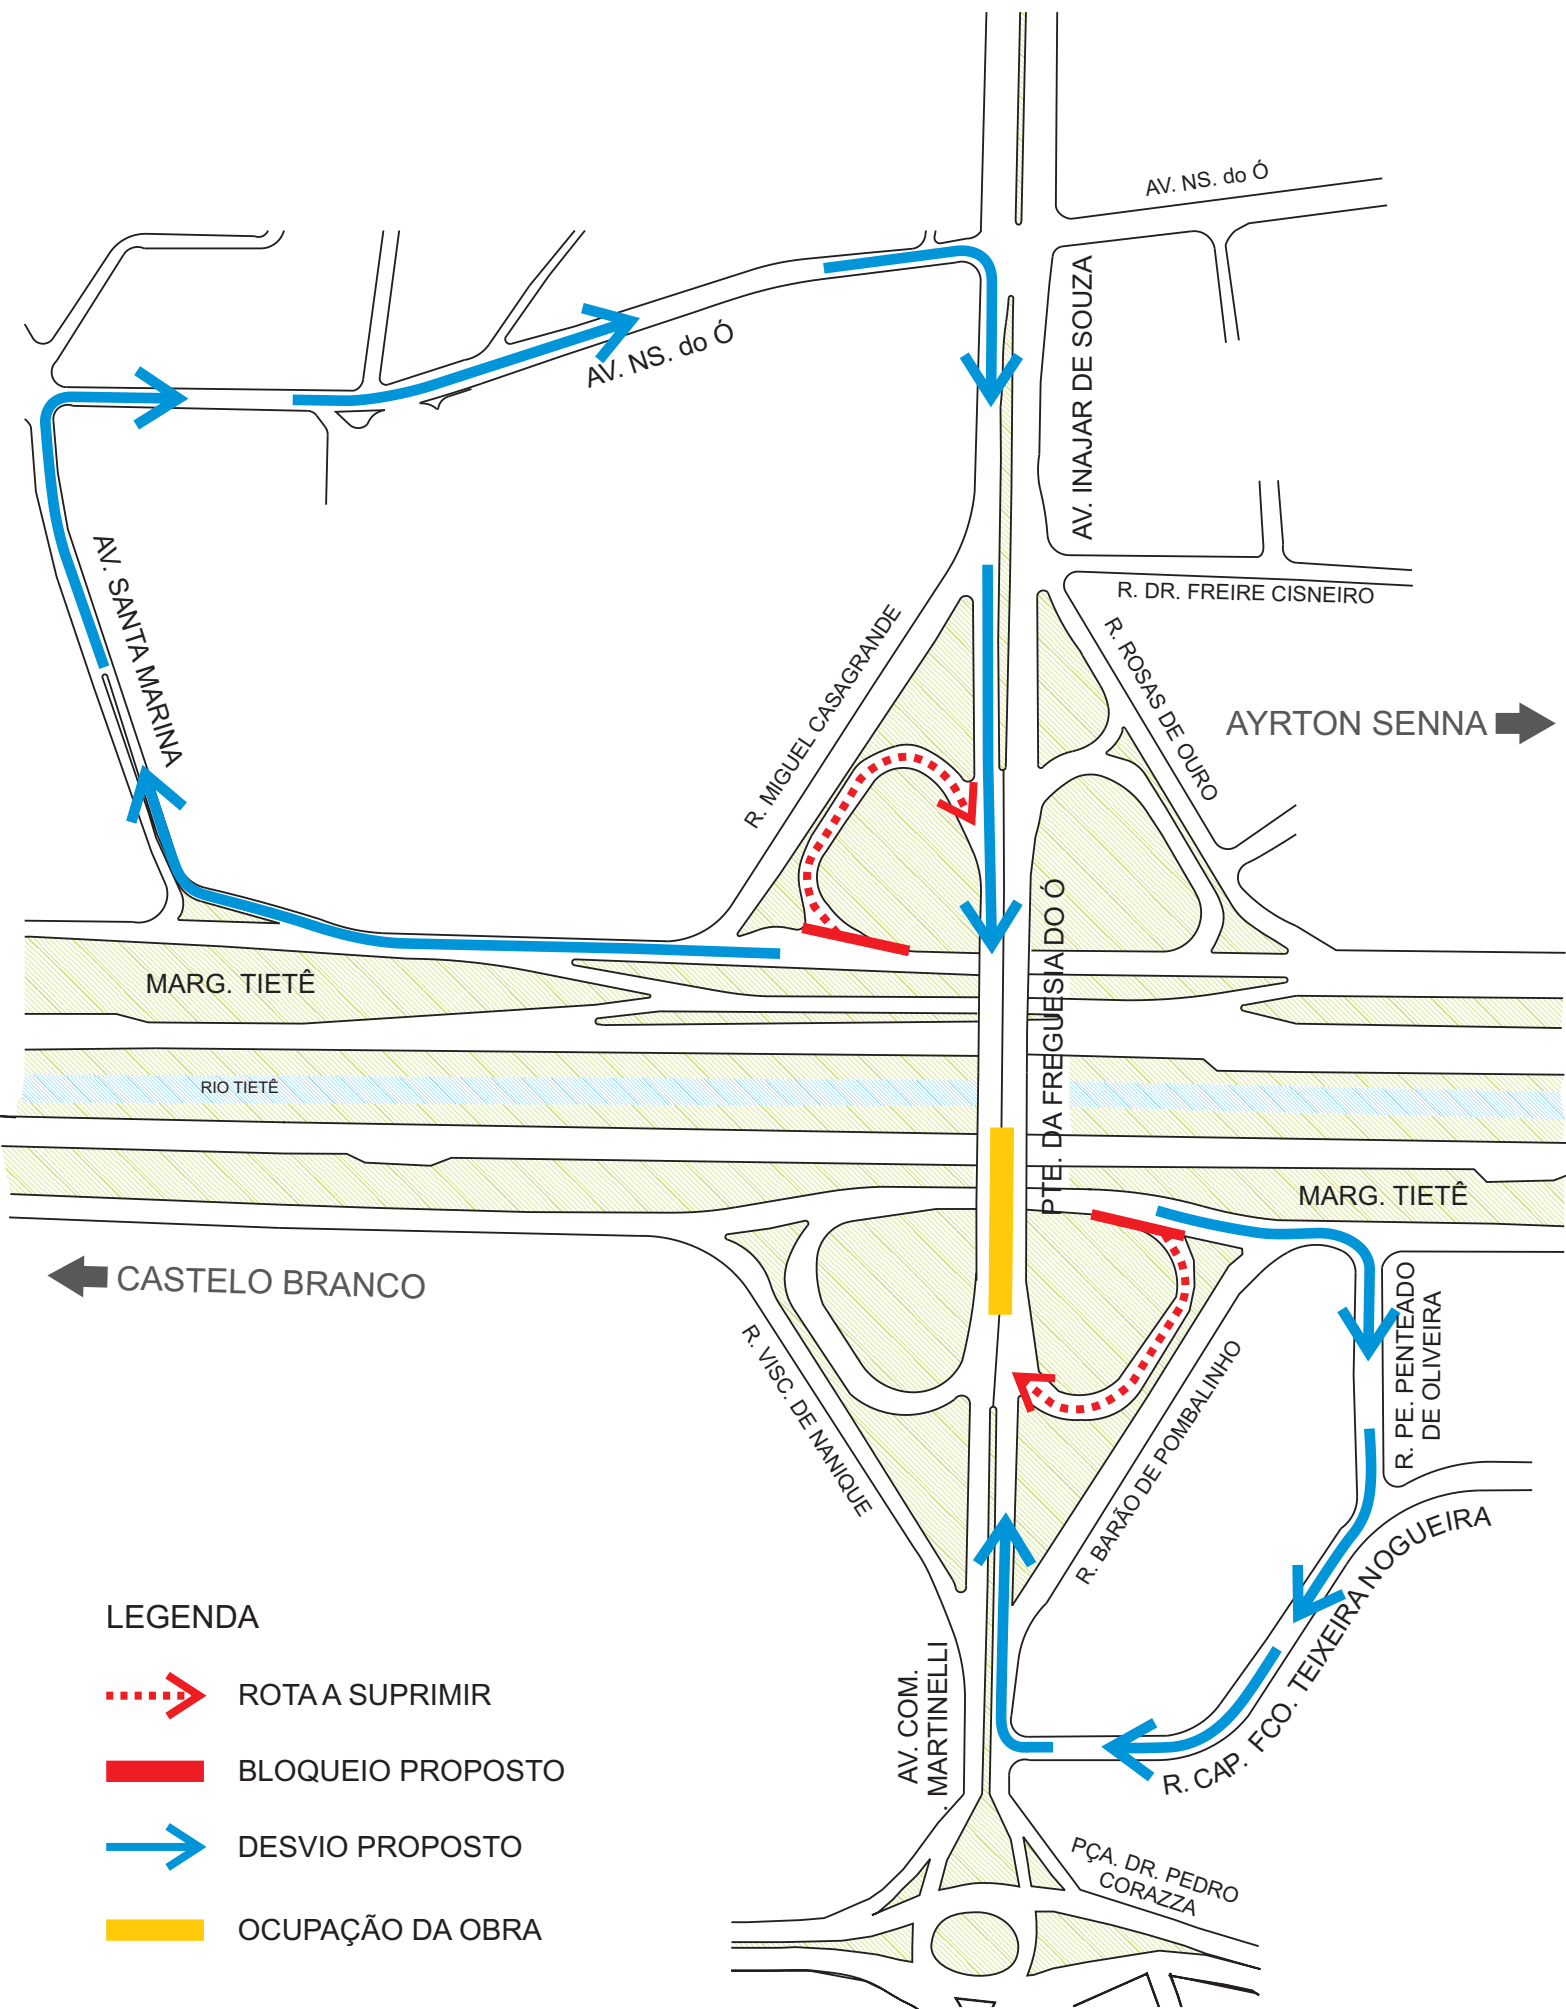 AV. NS. do Ó
AV. INAJAR DE SOUZA
AV. NS. do Ó
AV. SANTA MARINA
R. DR. FREIRE CISNEIRO
R. MIGUEL CASAGRANDE
R. ROSAS DE OURO
AYRTON SENNA
PTE. DA FREGUESIA DO Ó
MARG. TIETÊ
RIO TIETÊ
MARG. TIETÊ
CASTELO BRANCO
R. VISC. DE NANIQUE
R. BARÃO DE POMBALINHO
R. PE. PENTEADO
DE OLIVEIRA
R. CAP. FCO. TEIXEIRA NOGUEIRA
AV. COM.
. MARTINELLI
PÇA. DR. PEDRO
CORAZZA
LEGENDA
ROTA A SUPRIMIR
BLOQUEIO PROPOSTO
DESVIO PROPOSTO
OCUPAÇÃO DA OBRA